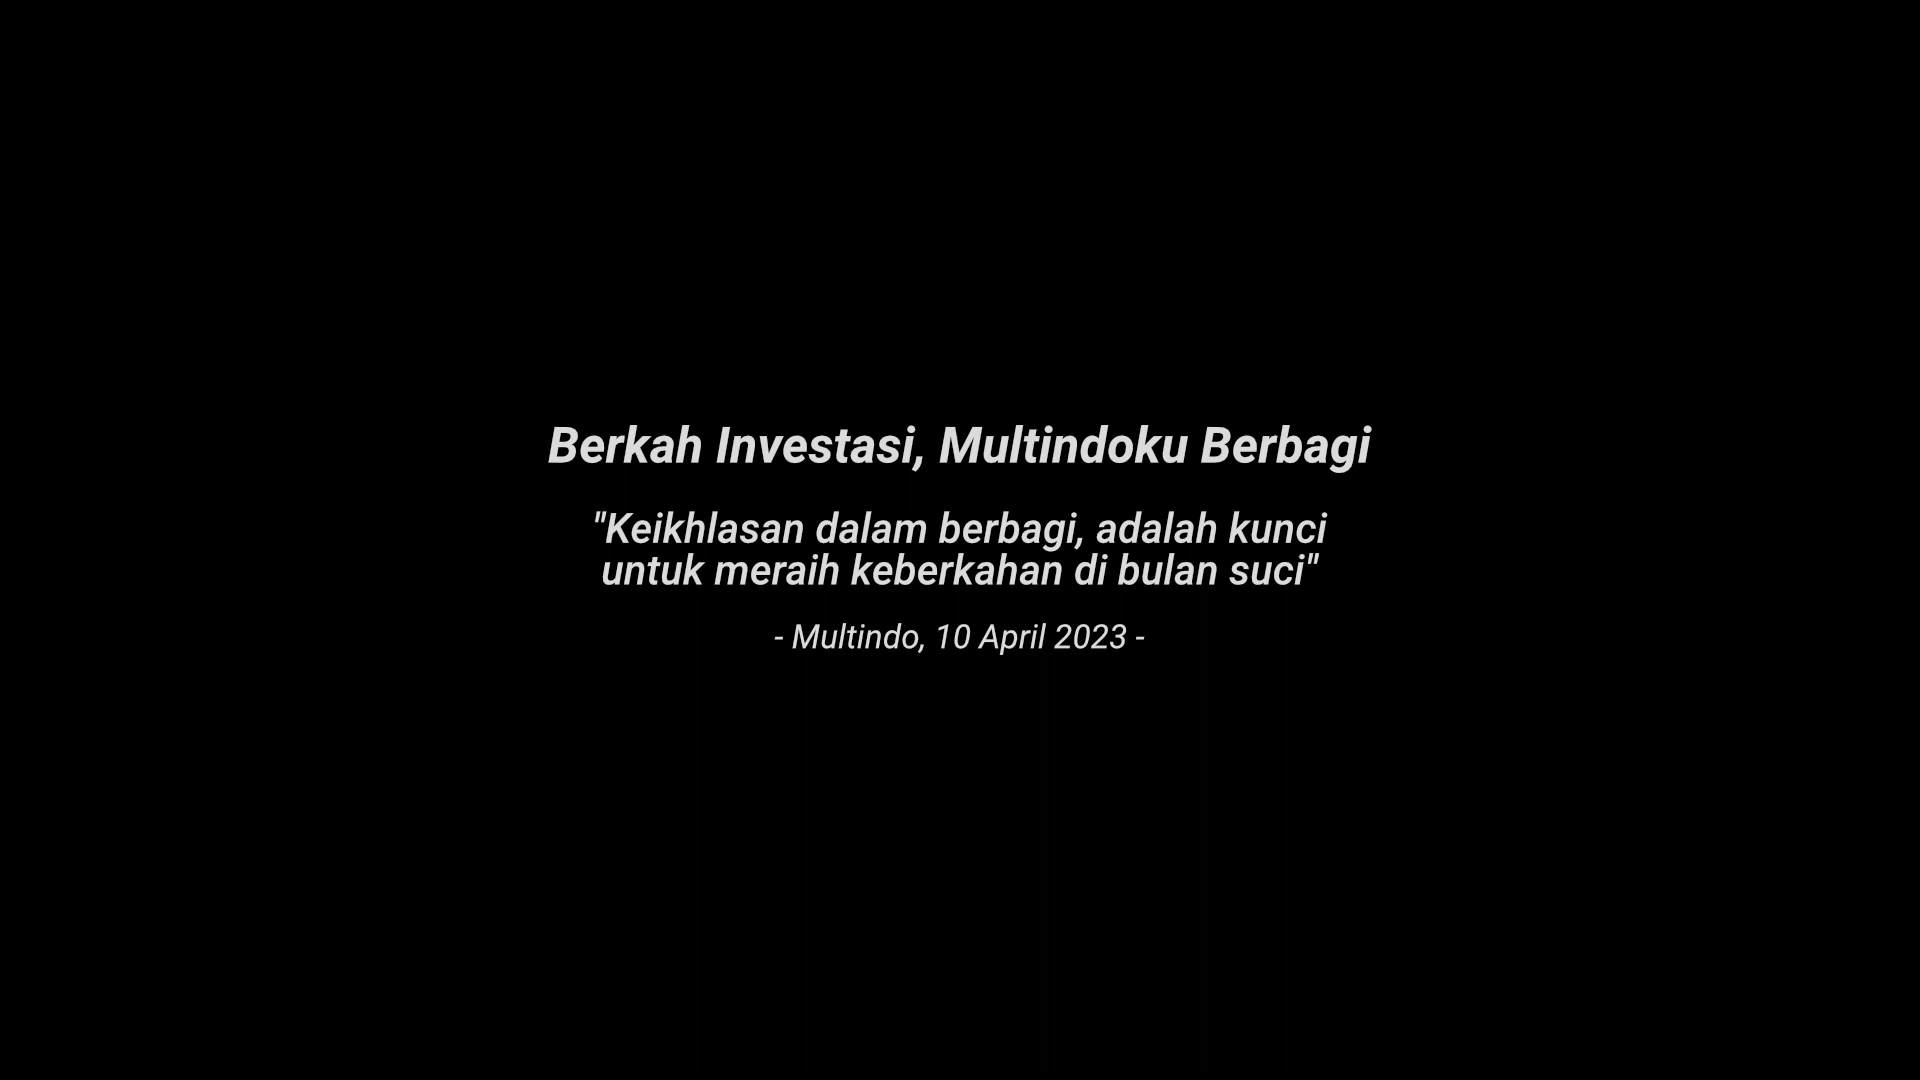 Berkah Investasi, Multindoku Berbagi
"Keikhlasan dalam berbagi, adalah kunci
untuk meraih keberkahan di bulan suci"
- Multindo, 10 April 2023 -